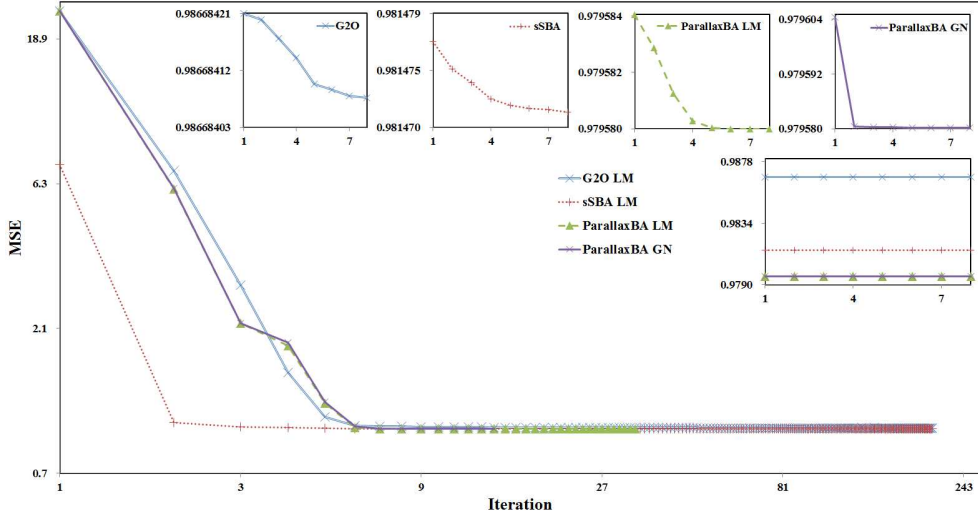 18.9
6.3
2.1
0.7
MSE
1 3 9 27 81 243
Iteration
0.98668421
0.98668412
0.98668403
1 4 7
G2O
0.981479
0.981475
0.981470
1 4 7
sSBA
0.979584
0.979582
0.979580
1 4 7
ParallaxBA LM
0.979604
0.979592
0.979580
1 4 7
ParallaxBA GN
G2O LM
sSBA LM
ParallaxBA LM
ParallaxBA GN
0.9878
0.9834
0.9790
1 4 7